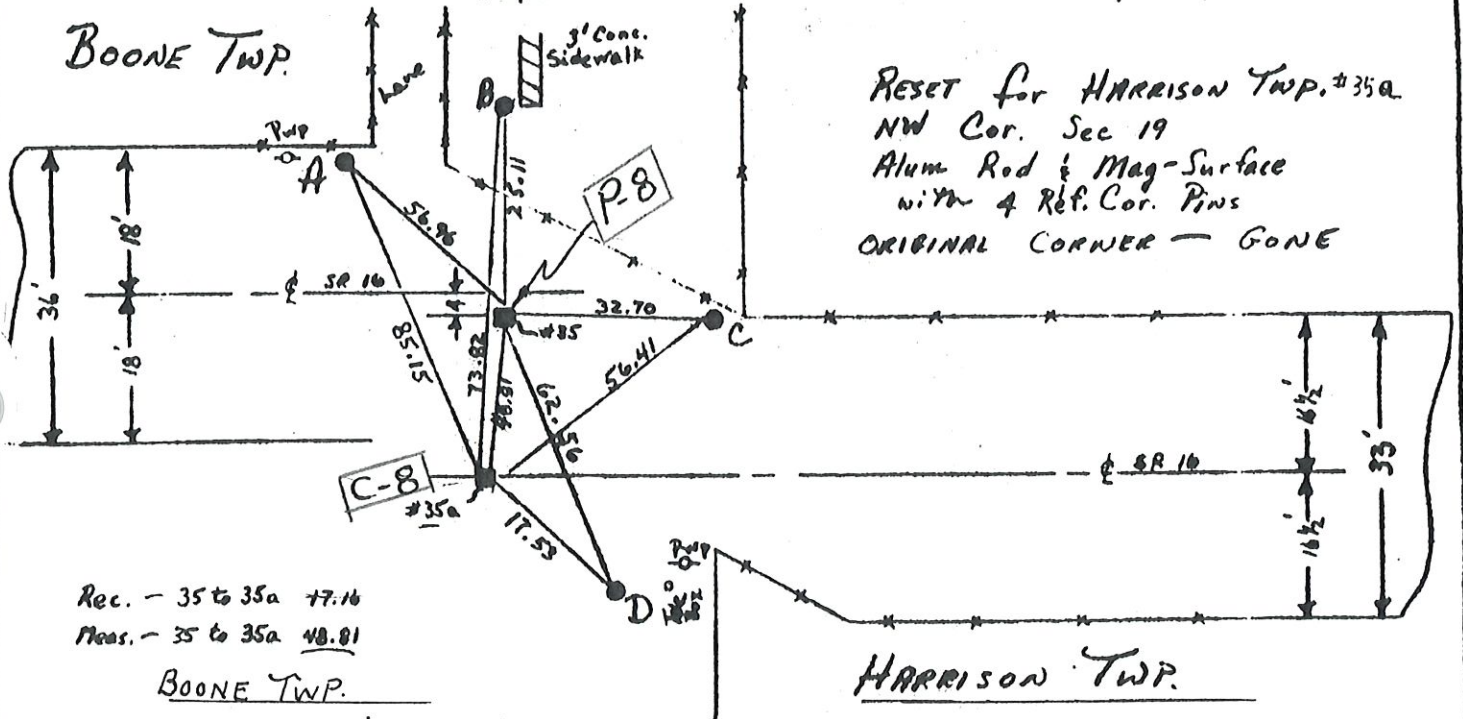 BOONE TWP.
Lane
3' Conc.
Sidewalk
B
RESET for HARRISON TWP. #35a
NW Cor. Sec 19
Alum Rod & Mag-Surface
with 4 Ref. Cor. Pins
ORIGINAL CORNER — GONE
PWP
A
25.11
P-8
56.96
18'
36'
18'
℄ SR 16
4
32.70
#35
C
85.15
73.82
48.81
62.56
56.41
16½'
33'
16½'
℄ SR 16
C-8
#35a
17.53
D
PWP
Rec. - 35 to 35a 47.16
Meas. - 35 to 35a 48.81
BOONE TWP.
HARRISON TWP.